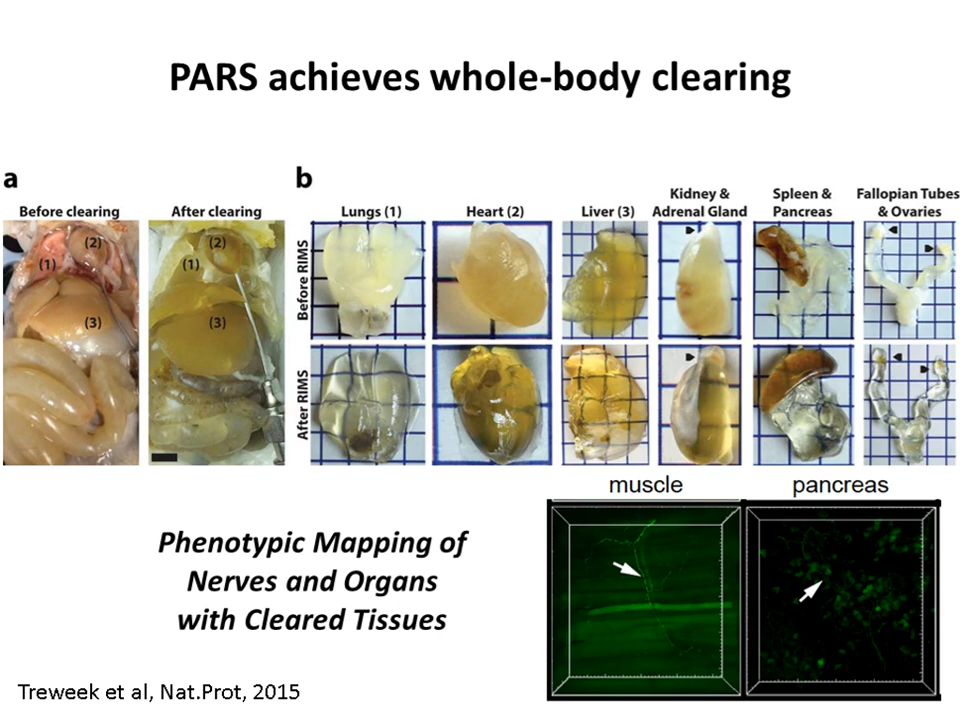 PARS achieves whole-body clearing
a
Before clearing
After clearing
(2)
(1)
(3)
(2)
(1)
(3)
b
Lungs (1)
Heart (2)
Liver (3)
Kidney &
Adrenal Gland
Spleen &
Pancreas
Fallopian Tubes
& Ovaries
Before RIMS
After RIMS
muscle
pancreas
Phenotypic Mapping of
Nerves and Organs
with Cleared Tissues
Treweek et al, Nat.Prot, 2015